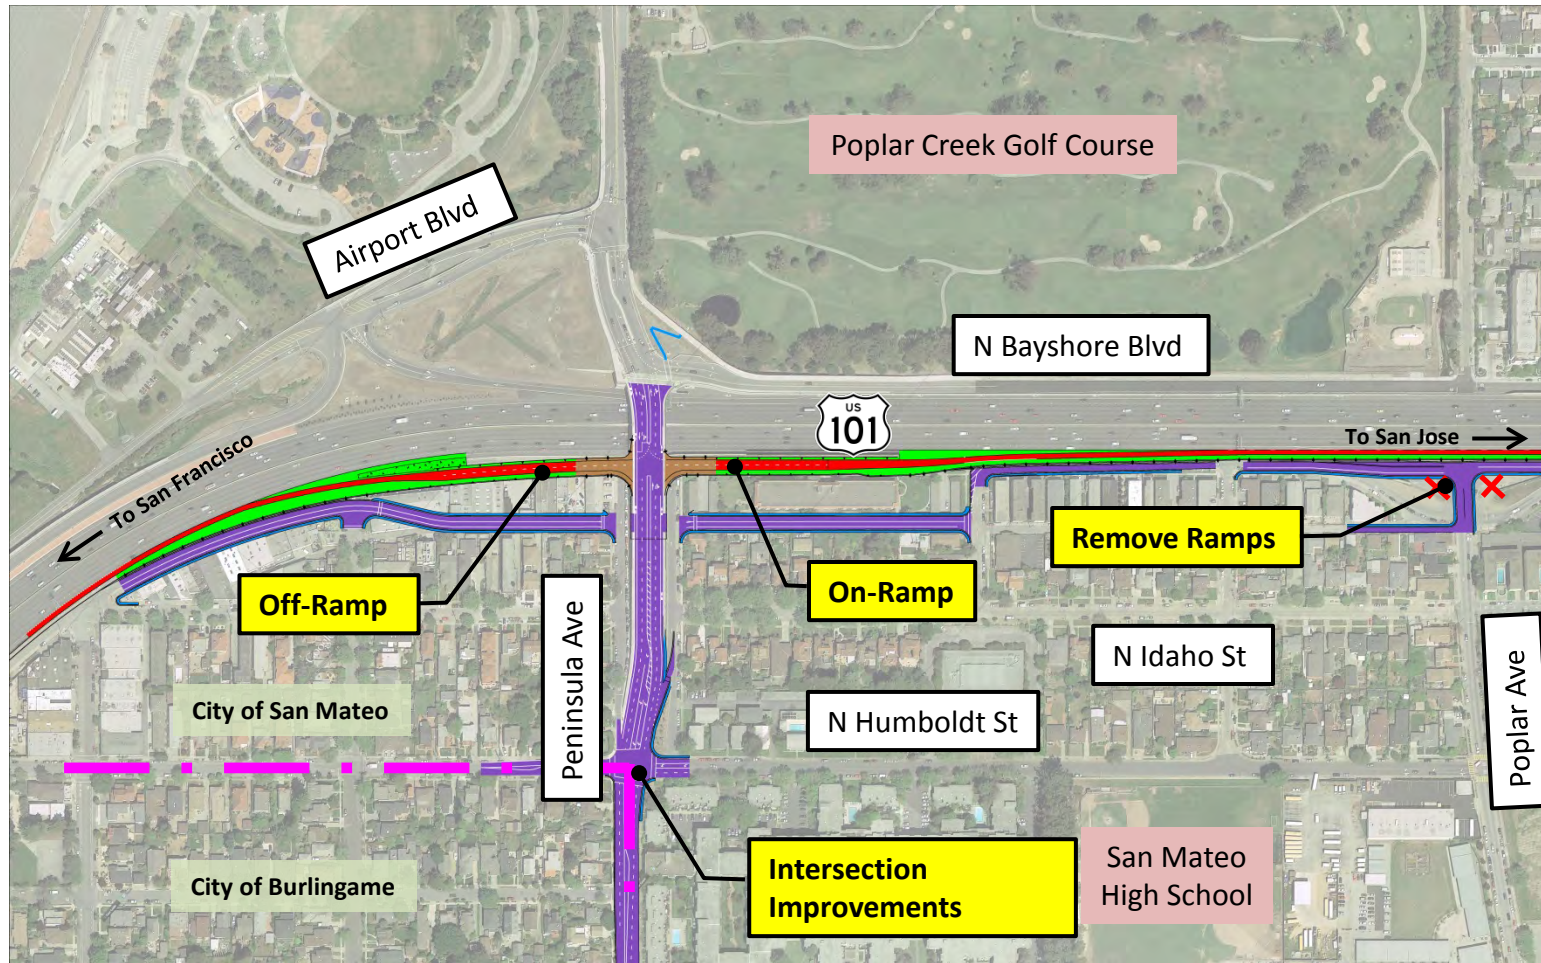 Poplar Creek Golf Course
Airport Blvd
N Bayshore Blvd
US
101
To San Jose
To San Francisco
Remove Ramps
Off-Ramp
On-Ramp
Peninsula Ave
N Idaho St
Poplar Ave
City of San Mateo
N Humboldt St
City of Burlingame
Intersection
Improvements
San Mateo
High School